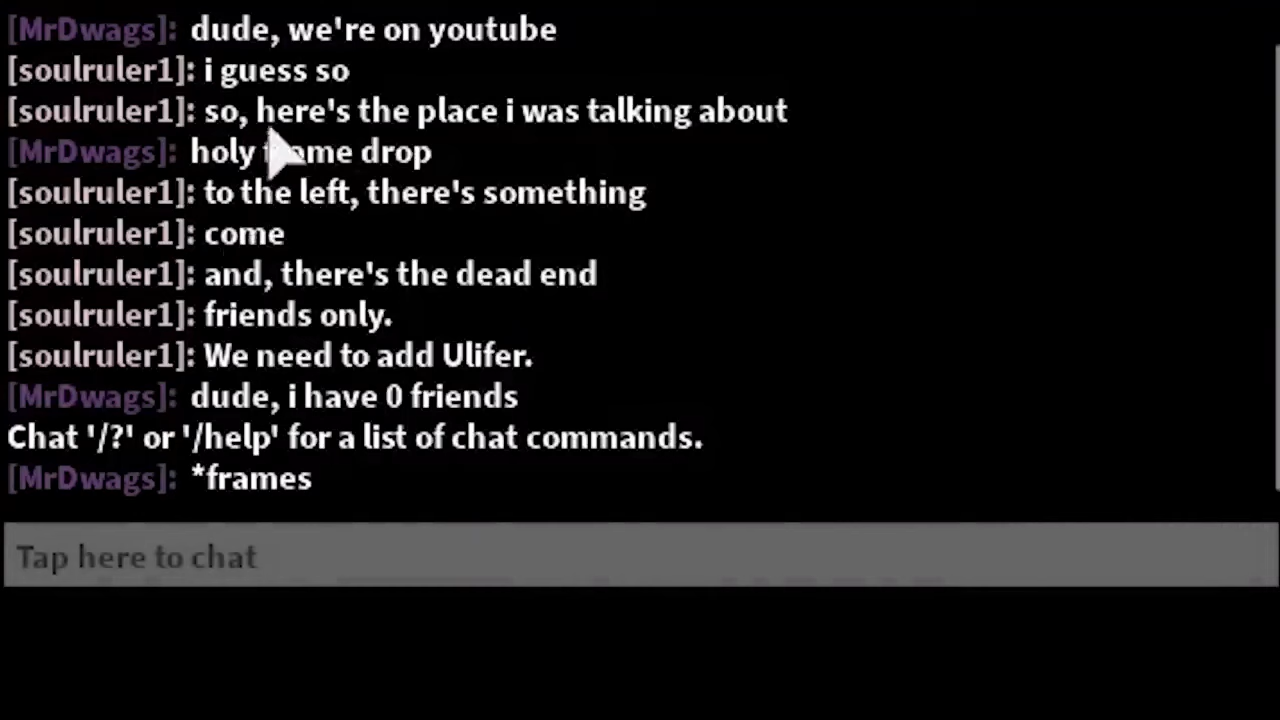 [MrDwags]: dude, we're on youtube
[soulruler1]: i guess so
[soulruler1]: so, here's the place i was talking about
[MrDwags]: holy drop
[soulruler1]: to the left, there's something
[soulruler1]: come
[soulruler1]: and, there's the dead end
[soulruler1]: friends only.
[soulruler1]: We need to add Ulifer.
[MrDwags]: dude, i have 0 friends
Chat '/?' or '/help' for a list of chat commands.
[MrDwags]: *frames
Tap here to chat